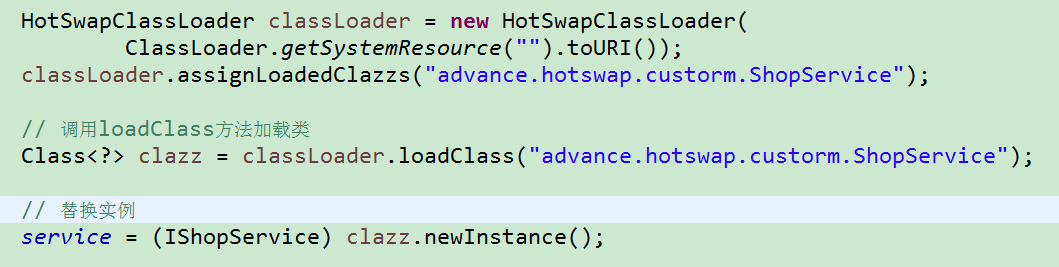 HotSwapClassLoader classLoader = new HotSwapClassLoader(
ClassLoader.getSystemResource("").toURI());
classLoader.assignLoadedClazzs("advance.hotswap.custorm.ShopService");
// 调用loadClass方法加载类
Class<?> clazz = classLoader.loadClass("advance.hotswap.custorm.ShopService");
// 替换实例
service = (IShopService) clazz.newInstance();